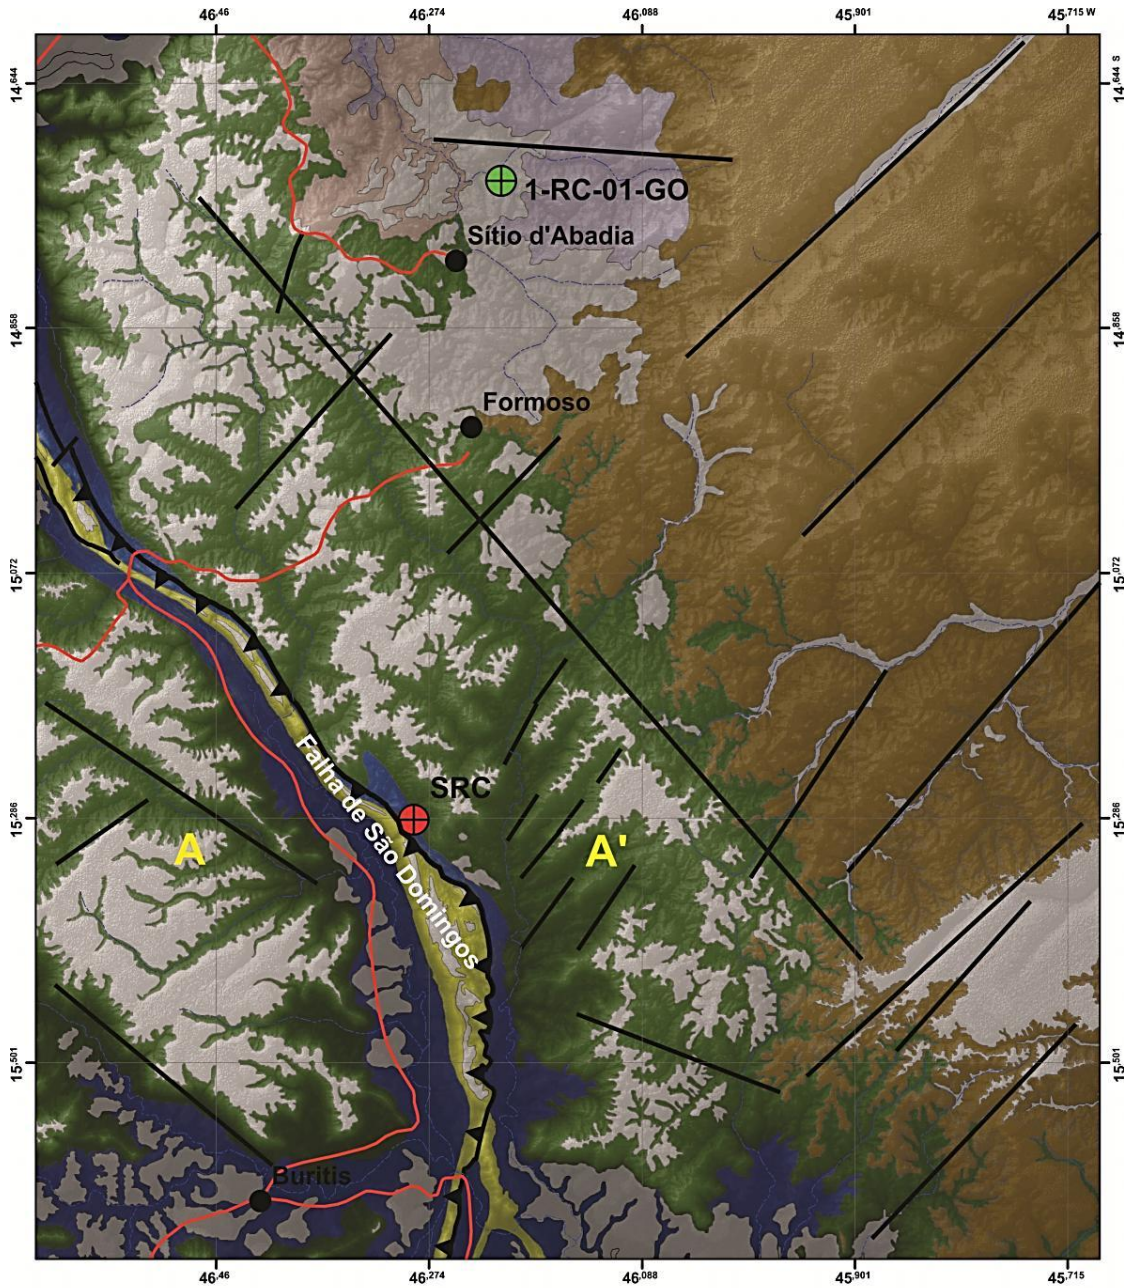 46.46 46.274 46.088 45.901 45.715 W
14.644 14.644 S
1-RC-01-GO
Sítio d'Abadia
14.858 14.858
Formoso
15.072 15.072
Falha de São Domingos
SRC
15.286 15.286
A A'
15.501 15.501
Buritis
46.46 46.274 46.088 45.901 45.715